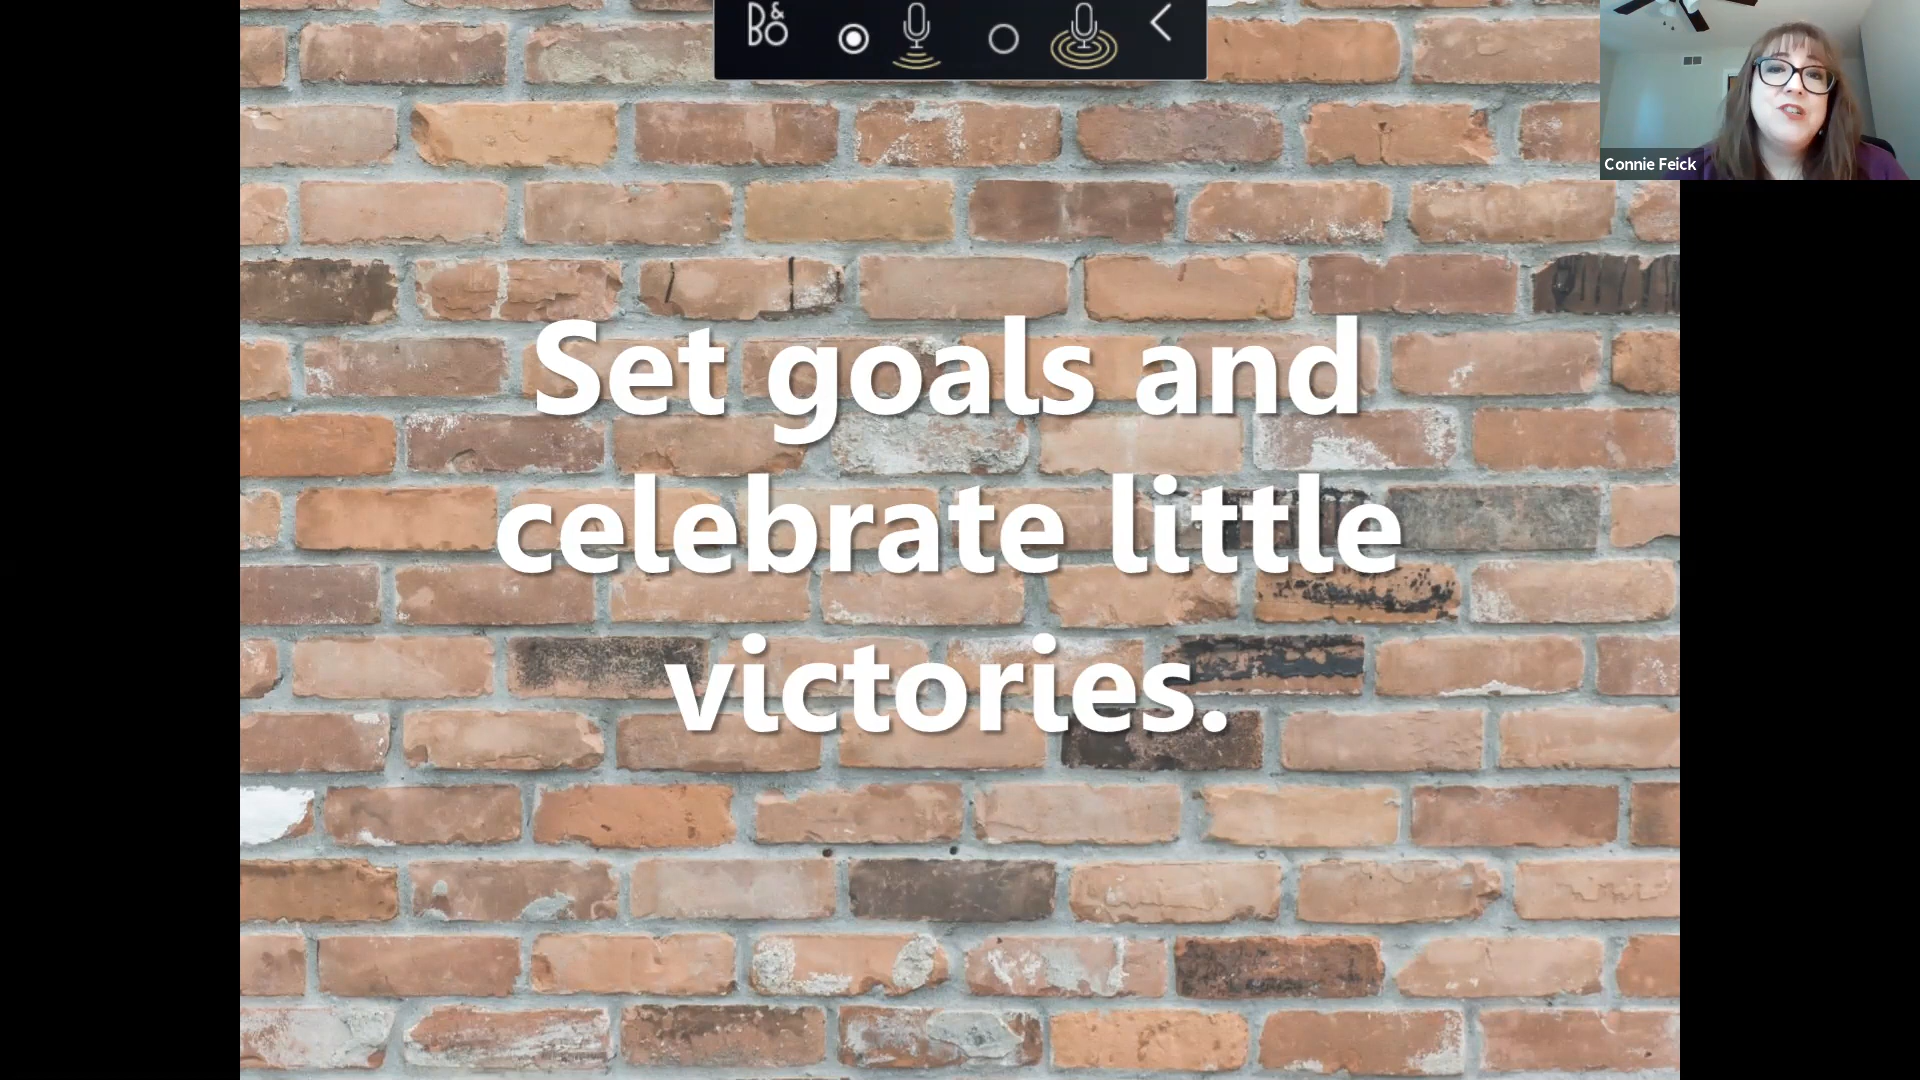 B&O
Connie Feick
Set goals and
celebrate little
victories.